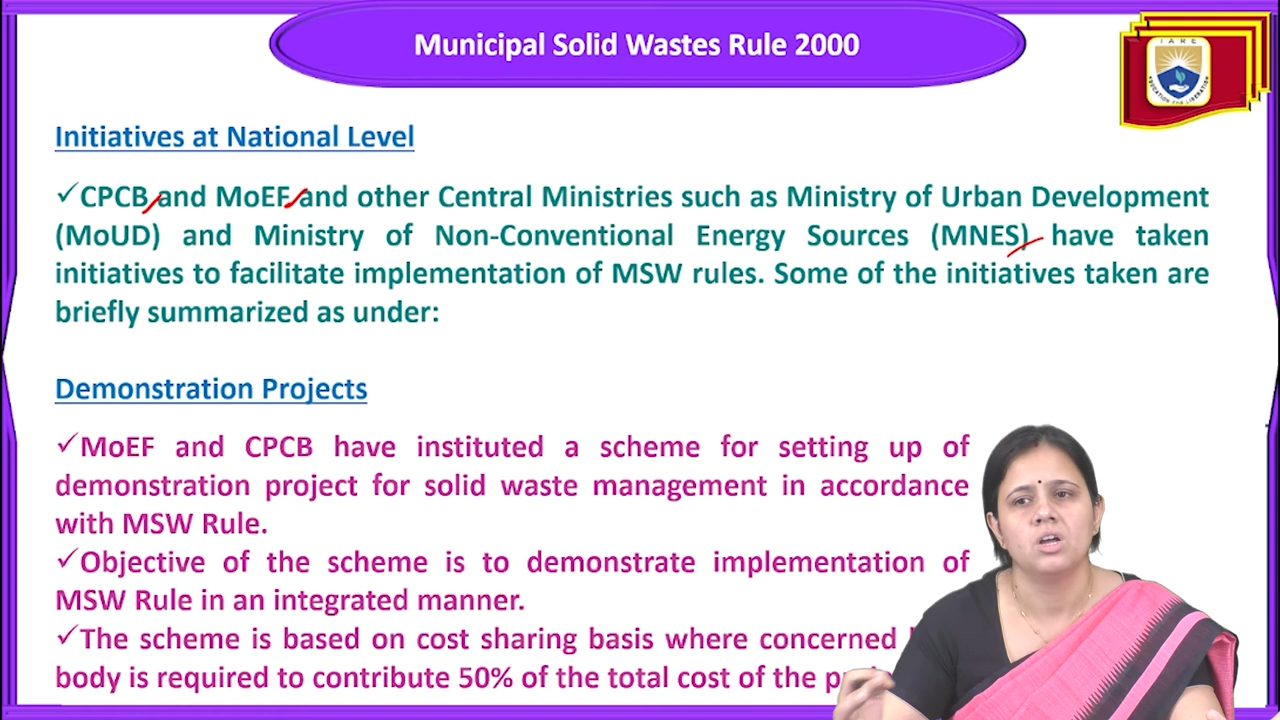 Municipal Solid Wastes Rule 2000
IARE
EDUCATION FOR LIBERATION
Initiatives at National Level
✓CPCB and MoEF and other Central Ministries such as Ministry of Urban Development
(MoUD) and Ministry of Non-Conventional Energy Sources (MNES) have taken
initiatives to facilitate implementation of MSW rules. Some of the initiatives taken are
briefly summarized as under:
Demonstration Projects
✓MoEF and CPCB have instituted a scheme for setting up of
demonstration project for solid waste management in accordance
with MSW Rule.
✓Objective of the scheme is to demonstrate implementation of
MSW Rule in an integrated manner.
✓The scheme is based on cost sharing basis where concerned
body is required to contribute 50% of the total cost of the